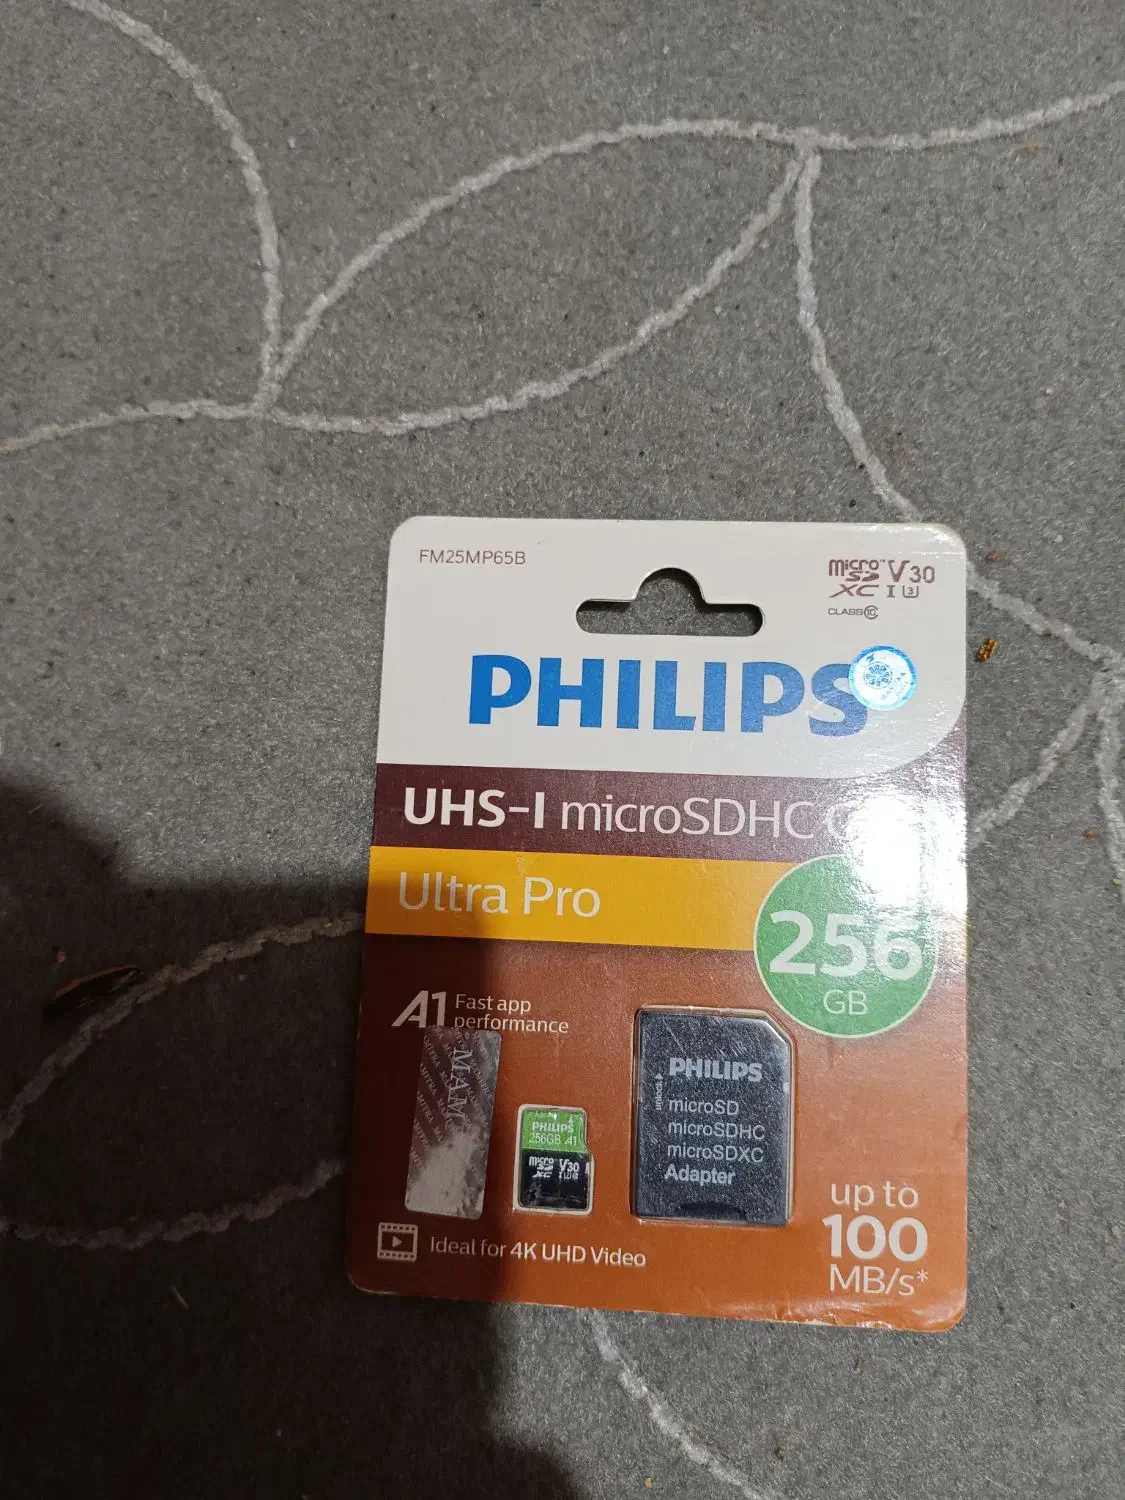 FM25MP65B
micro SD XC I U3 V30
CLASS 10
PHILIPS
UHS-I microSDHC
Ultra Pro
256
GB
A1 Fast app
performance
MAM
PHILIPS
256GB A1
micro SD XC V30
I U3
PHILIPS
microSD
microSDHC
microSDXC
Adapter
Ideal for 4K UHD Video
up to
100
MB/s*